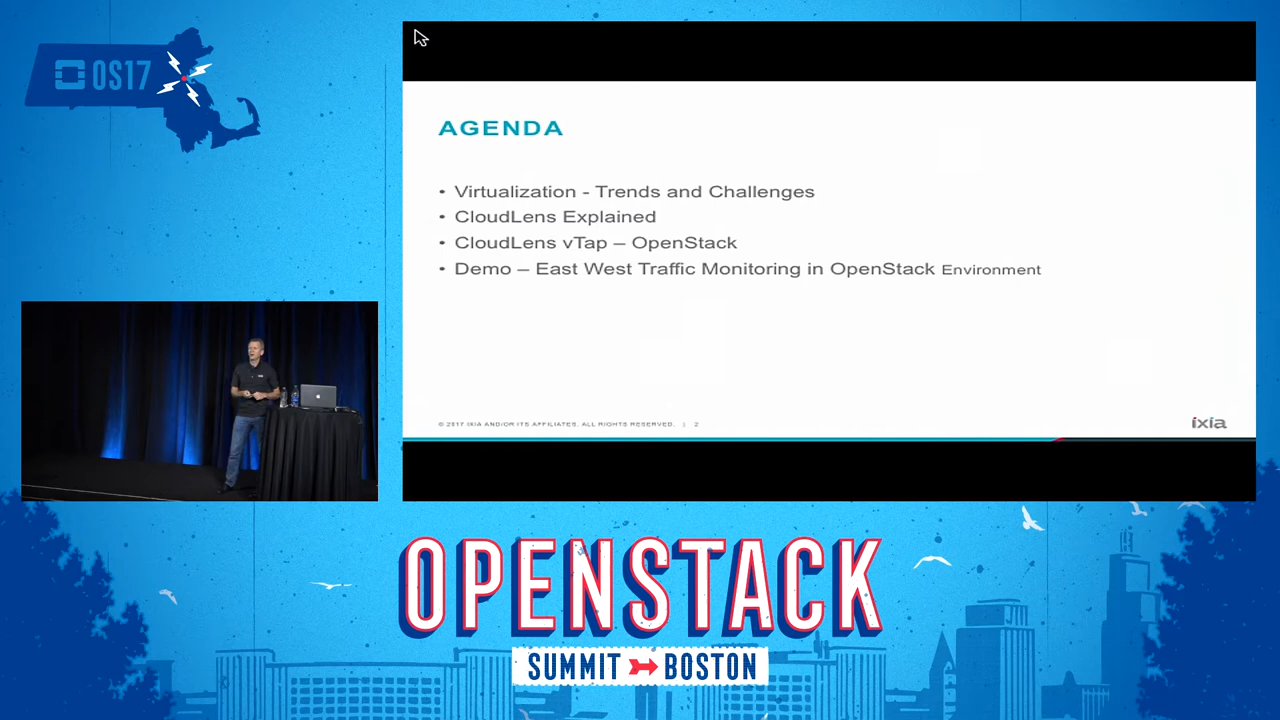 OS17
AGENDA
• Virtualization - Trends and Challenges
• CloudLens Explained
• CloudLens vTap – OpenStack
• Demo – East West Traffic Monitoring in OpenStack Environment
© 2017 IXIA AND/OR ITS AFFILIATES. ALL RIGHTS RESERVED. | 2
ixia
OPENSTACK
SUMMIT BOSTON